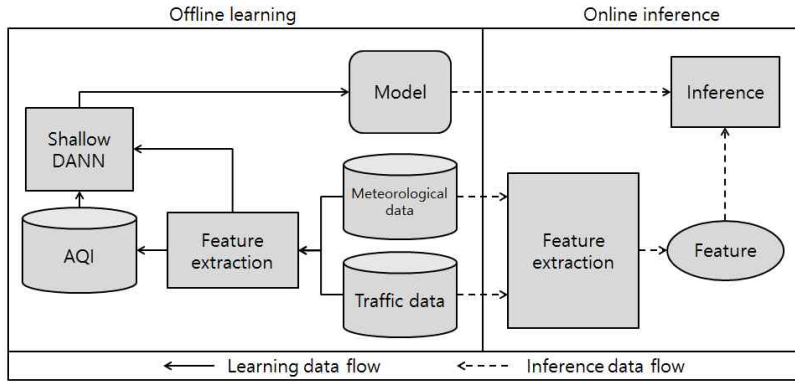 Offline learning
Online inference
Model
Inference
Shallow
DANN
Meteorological
data
AQI
Feature
extraction
Feature
extraction
Feature
Traffic data
Learning data flow
Inference data flow